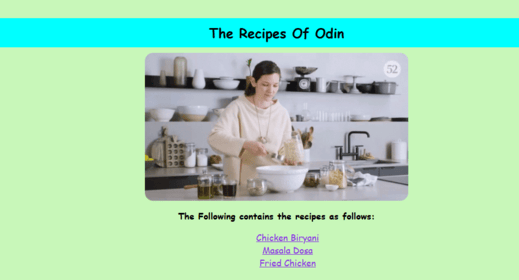 The Recipes Of Odin
52
The Following contains the recipes as follows:
Chicken Biryani
Masala Dosa
Fried Chicken